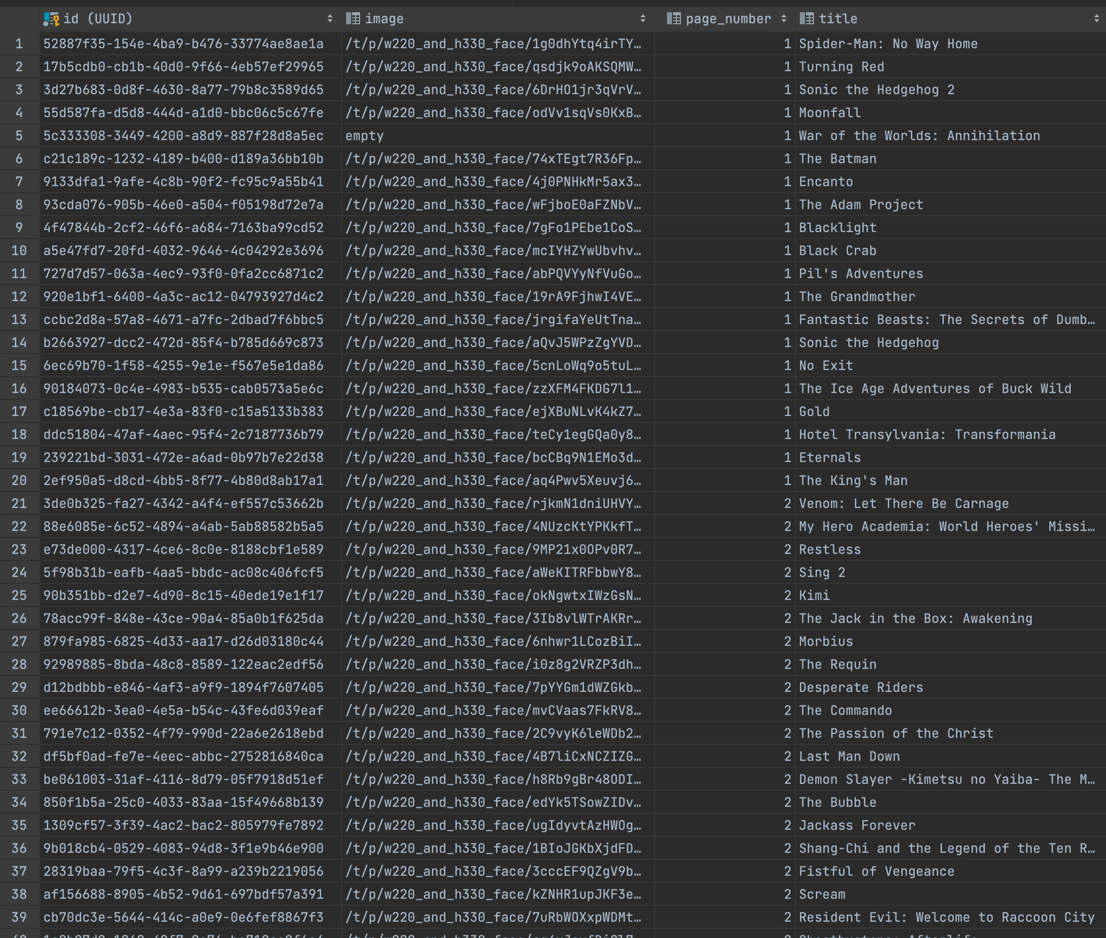 id (UUID) image page_number title
1 52887f35-154e-4ba9-b476-33774ae8ae1a /t/p/w220_and_h330_face/1g0dhYtq4irTY… 1 Spider-Man: No Way Home
2 17b5cdb0-cb1b-40d0-9f66-4eb57ef29965 /t/p/w220_and_h330_face/qsdjk9oAKSQMW… 1 Turning Red
3 3d27b683-0d8f-4630-8a77-79b8c3589d65 /t/p/w220_and_h330_face/6DrHO1jr3qVrV… 1 Sonic the Hedgehog 2
4 55d587fa-d5d8-444d-a1d0-bbc06c5c67fe /t/p/w220_and_h330_face/odVv1sqVs0KxB… 1 Moonfall
5 5c333308-3449-4200-a8d9-887f28d8a5ec empty 1 War of the Worlds: Annihilation
6 c21c189c-1232-4189-b400-d189a36bb10b /t/p/w220_and_h330_face/74xTEgt7R36Fp… 1 The Batman
7 9133dfa1-9afe-4c8b-90f2-fc95c9a55b41 /t/p/w220_and_h330_face/4j0PNHkMr5ax3… 1 Encanto
8 93cda076-905b-46e0-a504-f05198d72e7a /t/p/w220_and_h330_face/wFjboE0aFZNbV… 1 The Adam Project
9 4f47844b-2cf2-46f6-a684-7163ba99cd52 /t/p/w220_and_h330_face/7gFo1PEbe1CoS… 1 Blacklight
10 a5e47fd7-20fd-4032-9646-4c04292e3696 /t/p/w220_and_h330_face/mcIYHZYwUbvhv… 1 Black Crab
11 727d7d57-063a-4ec9-93f0-0fa2cc6871c2 /t/p/w220_and_h330_face/abPQVYyNfVuGo… 1 Pil's Adventures
12 920e1bf1-6400-4a3c-ac12-04793927d4c2 /t/p/w220_and_h330_face/19rA9FjhwI4VE… 1 The Grandmother
13 ccbc2d8a-57a8-4671-a7fc-2dbad7f6bbc5 /t/p/w220_and_h330_face/jrgifaYeUtTna… 1 Fantastic Beasts: The Secrets of Dumb…
14 b2663927-dcc2-472d-85f4-b785d669c873 /t/p/w220_and_h330_face/aQvJ5WPzZgYVD… 1 Sonic the Hedgehog
15 6ec69b70-1f58-4255-9e1e-f567e5e1da86 /t/p/w220_and_h330_face/5cnLoWq9o5tuL… 1 No Exit
16 90184073-0c4e-4983-b535-cab0573a5e6c /t/p/w220_and_h330_face/zzXFM4FKDG7l1… 1 The Ice Age Adventures of Buck Wild
17 c18569be-cb17-4e3a-83f0-c15a5133b383 /t/p/w220_and_h330_face/ejXBuNLvK4kZ7… 1 Gold
18 ddc51804-47af-4aec-95f4-2c7187736b79 /t/p/w220_and_h330_face/teCy1egGQa0y8… 1 Hotel Transylvania: Transformania
19 239221bd-3031-472e-a6ad-0b97b7e22d38 /t/p/w220_and_h330_face/bcCBq9N1EMo3d… 1 Eternals
20 2ef950a5-d8cd-4bb5-8f77-4b80d8ab17a1 /t/p/w220_and_h330_face/aq4Pwv5Xeuvj6… 1 The King's Man
21 3de0b325-fa27-4342-a4f4-ef557c53662b /t/p/w220_and_h330_face/rjkmN1dniUHVY… 2 Venom: Let There Be Carnage
22 88e6085e-6c52-4894-a4ab-5ab88582b5a5 /t/p/w220_and_h330_face/4NUzcKtYPKkfT… 2 My Hero Academia: World Heroes' Missi…
23 e73de000-4317-4ce6-8c0e-8188cbf1e589 /t/p/w220_and_h330_face/9MP21x0OPv0R7… 2 Restless
24 5f98b31b-eafb-4aa5-bbdc-ac08c406fcf5 /t/p/w220_and_h330_face/aWeKITRFbbwY8… 2 Sing 2
25 90b351bb-d2e7-4d90-8c15-40ede19e1f17 /t/p/w220_and_h330_face/okNgwtxIWzGsN… 2 Kimi
26 78acc99f-848e-43ce-90a4-85a0b1f625da /t/p/w220_and_h330_face/3Ib8vlWTrAKRr… 2 The Jack in the Box: Awakening
27 879fa985-6825-4d33-aa17-d26d03180c44 /t/p/w220_and_h330_face/6nhwr1LCozBiI… 2 Morbius
28 92989885-8bda-48c8-8589-122eac2edf56 /t/p/w220_and_h330_face/i0z8g2VRZP3dh… 2 The Requin
29 d12bdbbb-e846-4af3-a9f9-1894f7607405 /t/p/w220_and_h330_face/7pYYGm1dWZGkb… 2 Desperate Riders
30 ee66612b-3ea0-4e5a-b54c-43fe6d039eaf /t/p/w220_and_h330_face/mvCVaas7FkRV8… 2 The Commando
31 791e7c12-0352-4f79-990d-22a6e2618ebd /t/p/w220_and_h330_face/2C9vyK6leWDb2… 2 The Passion of the Christ
32 df5bf0ad-fe7e-4eec-abbc-2752816840ca /t/p/w220_and_h330_face/4B7liCxNCZIZG… 2 Last Man Down
33 be061003-31af-4116-8d79-05f7918d51ef /t/p/w220_and_h330_face/h8Rb9gBr48ODI… 2 Demon Slayer -Kimetsu no Yaiba- The M…
34 850f1b5a-25c0-4033-83aa-15f49668b139 /t/p/w220_and_h330_face/edYk5TSowZIDv… 2 The Bubble
35 1309cf57-3f39-4ac2-bac2-805979fe7892 /t/p/w220_and_h330_face/ugIdyvtAzHWOg… 2 Jackass Forever
36 9b018cb4-0529-4083-94d8-3f1e9b46e900 /t/p/w220_and_h330_face/1BIoJGKbXjdFD… 2 Shang-Chi and the Legend of the Ten R…
37 28319baa-79f5-4c3f-8a99-a239b2219056 /t/p/w220_and_h330_face/3cccEF9QZgV9b… 2 Fistful of Vengeance
38 af156688-8905-4b52-9d61-697bdf57a391 /t/p/w220_and_h330_face/kZNHR1upJKF3e… 2 Scream
39 cb70dc3e-5644-414c-a0e9-0e6fef8867f3 /t/p/w220_and_h330_face/7uRbWOXxpWDMt… 2 Resident Evil: Welcome to Raccoon City